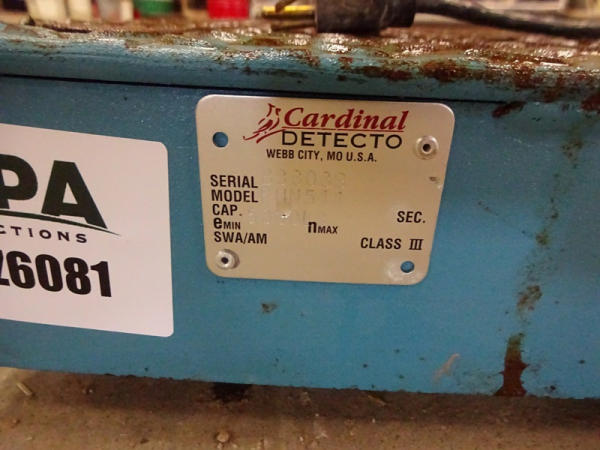 Cardinal
DETECTO
WEBB CITY, MO U.S.A.
SERIAL
MODEL
CAP. SEC.
eMIN nMAX
SWA/AM CLASS III
PA
CTIONS
26081